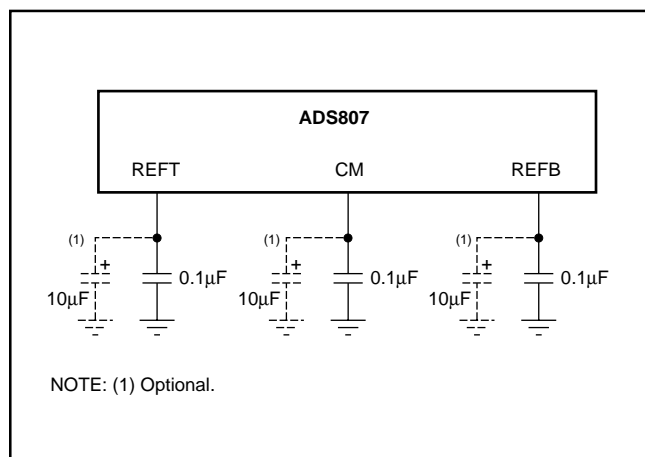 ADS807
REFT CM REFB
(1) (1) (1)
+ + +
0.1µF 0.1µF 0.1µF
10µF 10µF 10µF
NOTE: (1) Optional.